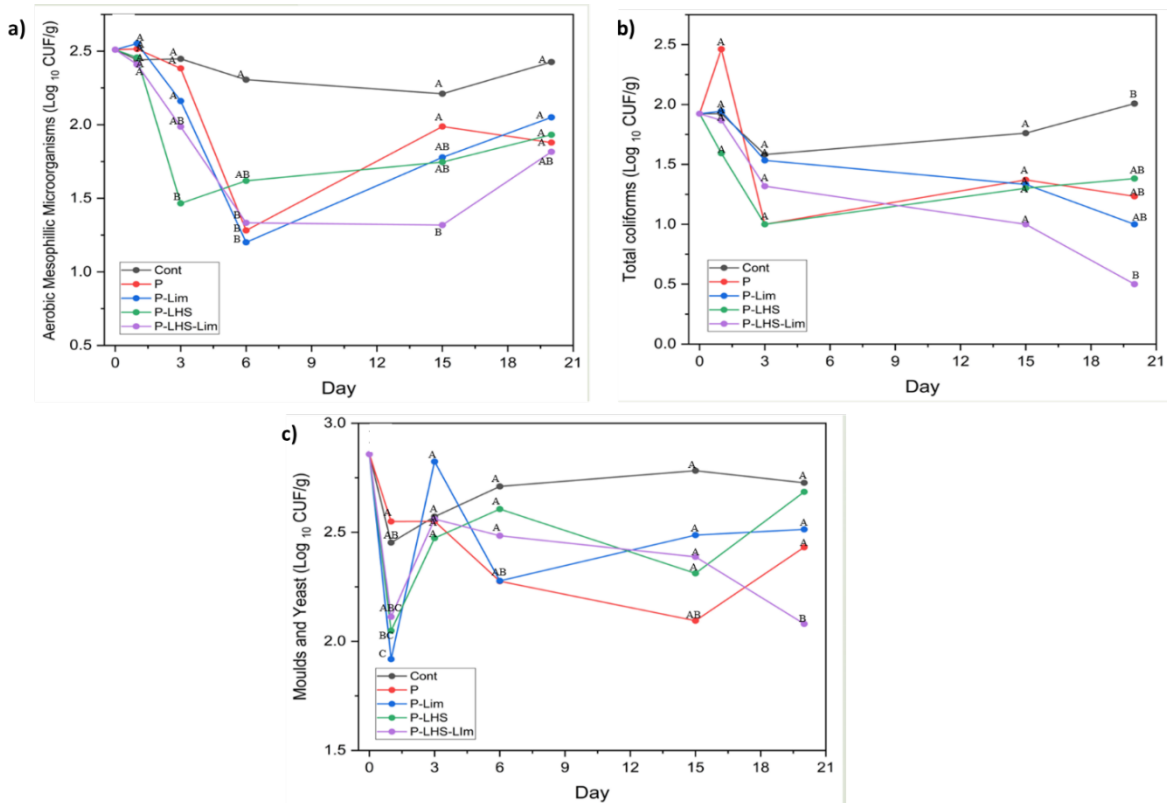 a)
Aerobic Mesophillic Microorganisms (Log 10 CUF/g)
2.5
2.0
1.5
1.0
0.5
A
A
A
A
A
A
A
A
AB
B
A
AB
B
B
B
A
A
AB
AB
B
A
A
A
A
AB
Cont
P
P-Lim
P-LHS
P-LHS-Lim
0 3 6 9 12 15 18 21
Day
b)
Total coliforms (Log 10 CUF/g)
2.5
2.0
1.5
1.0
0.5
0.0
A
A
A
A
A
A
A
A
A
A
A
A
A
B
AB
AB
AB
B
Cont
P
P-Lim
P-LHS
P-LHS-Lim
0 3 6 9 12 15 18 21
Day
c)
Moulds and Yeast (Log 10 CUF/g)
3.0
2.5
2.0
1.5
A
AB
ABC
BC
C
A
A
A
A
A
A
A
AB
A
A
A
A
AB
A
A
A
B
Cont
P
P-Lim
P-LHS
P-LHS-LIm
0 3 6 9 12 15 18 21
Day